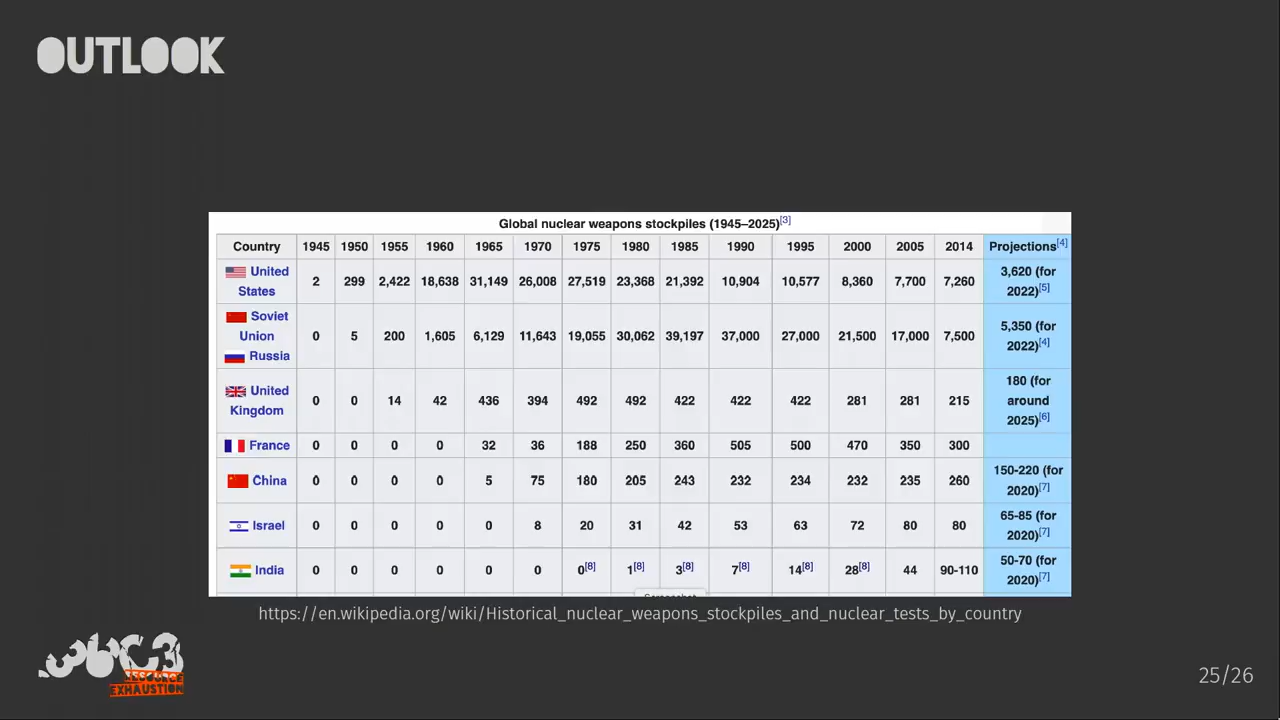 OUTLOOK
Global nuclear weapons stockpiles (1945–2025)[3]
Country 1945 1950 1955 1960 1965 1970 1975 1980 1985 1990 1995 2000 2005 2014 Projections[4]
United States 2 299 2,422 18,638 31,149 26,008 27,519 23,368 21,392 10,904 10,577 8,360 7,700 7,260 3,620 (for 2022)[5]
Soviet Union Russia 0 5 200 1,605 6,129 11,643 19,055 30,062 39,197 37,000 27,000 21,500 17,000 7,500 5,350 (for 2022)[4]
United Kingdom 0 0 14 42 436 394 492 492 422 422 422 281 281 215 180 (for around 2025)[6]
France 0 0 0 0 32 36 188 250 360 505 500 470 350 300
China 0 0 0 0 5 75 180 205 243 232 234 232 235 260 150-220 (for 2020)[7]
Israel 0 0 0 0 0 8 20 31 42 53 63 72 80 80 65-85 (for 2020)[7]
India 0 0 0 0 0 0 0[8] 1[8] 3[8] 7[8] 14[8] 28[8] 44 90-110 50-70 (for 2020)[7]
Screenshot
https://en.wikipedia.org/wiki/Historical_nuclear_weapons_stockpiles_and_nuclear_tests_by_country
36C3
RESOURCE
EXHAUSTION
25/26